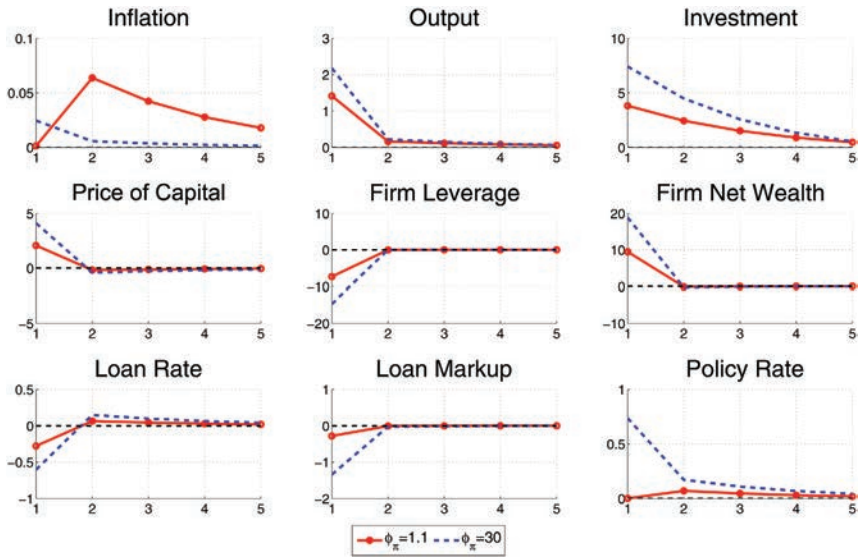 Inflation
0.1
0.05
0
1 2 3 4 5
Output
3
2
1
0
1 2 3 4 5
Investment
10
5
0
1 2 3 4 5
Price of Capital
5
0
−5
1 2 3 4 5
Firm Leverage
10
0
−10
−20
1 2 3 4 5
Firm Net Wealth
20
10
0
−10
1 2 3 4 5
Loan Rate
0.5
0
−0.5
−1
1 2 3 4 5
Loan Markup
1
0
−1
−2
1 2 3 4 5
Policy Rate
1
0.5
0
1 2 3 4 5
ϕπ=1.1 ϕπ=30